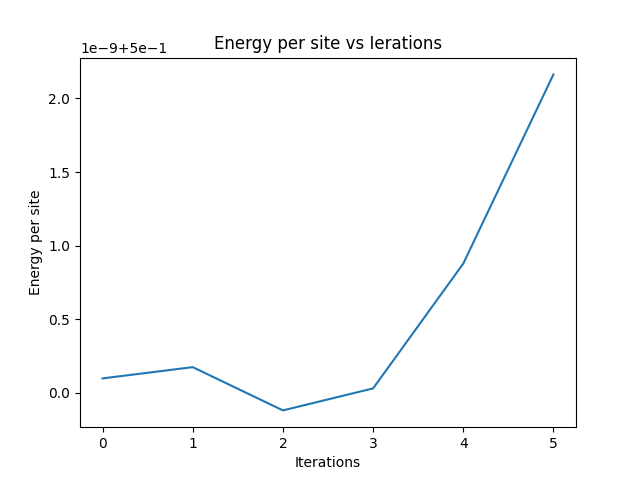 Energy per site vs Ierations
1e−9+5e−1
2.0
1.5
1.0
0.5
0.0
Energy per site
0 1 2 3 4 5
Iterations